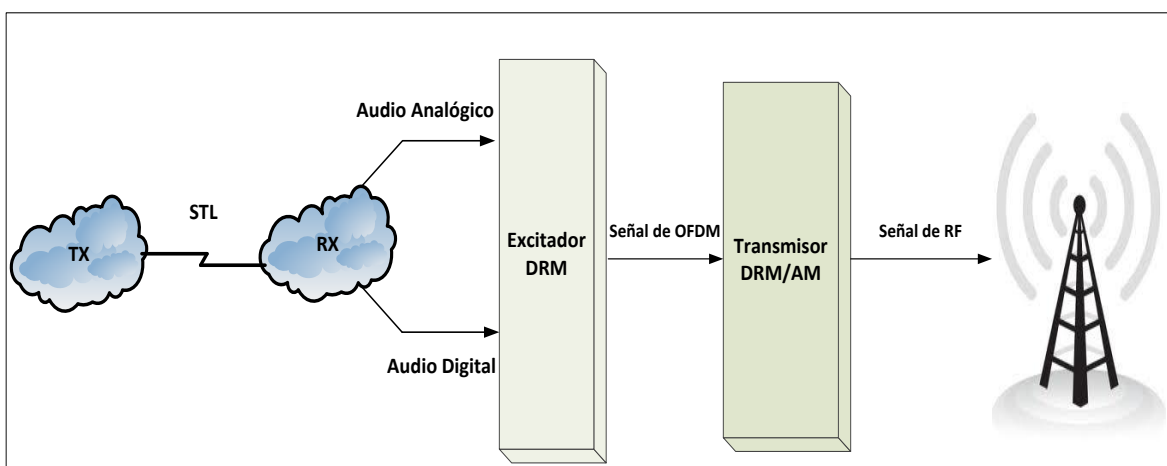 Audio Analógico
STL
TX
RX
Audio Digital
Excitador
DRM
Señal de OFDM
Transmisor
DRM/AM
Señal de RF